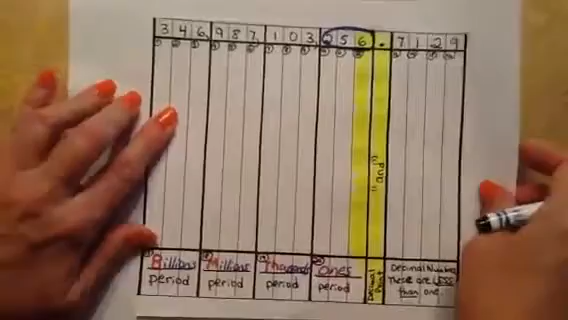 3 4 6, 9 8 7, 1 0 3, 2 5 6 . 7 1 2 9
"and"
Billions
period
Millions
period
Thousands
period
ones
period
Decimal
Point
Decimal Numbers
These are LESS
than one.